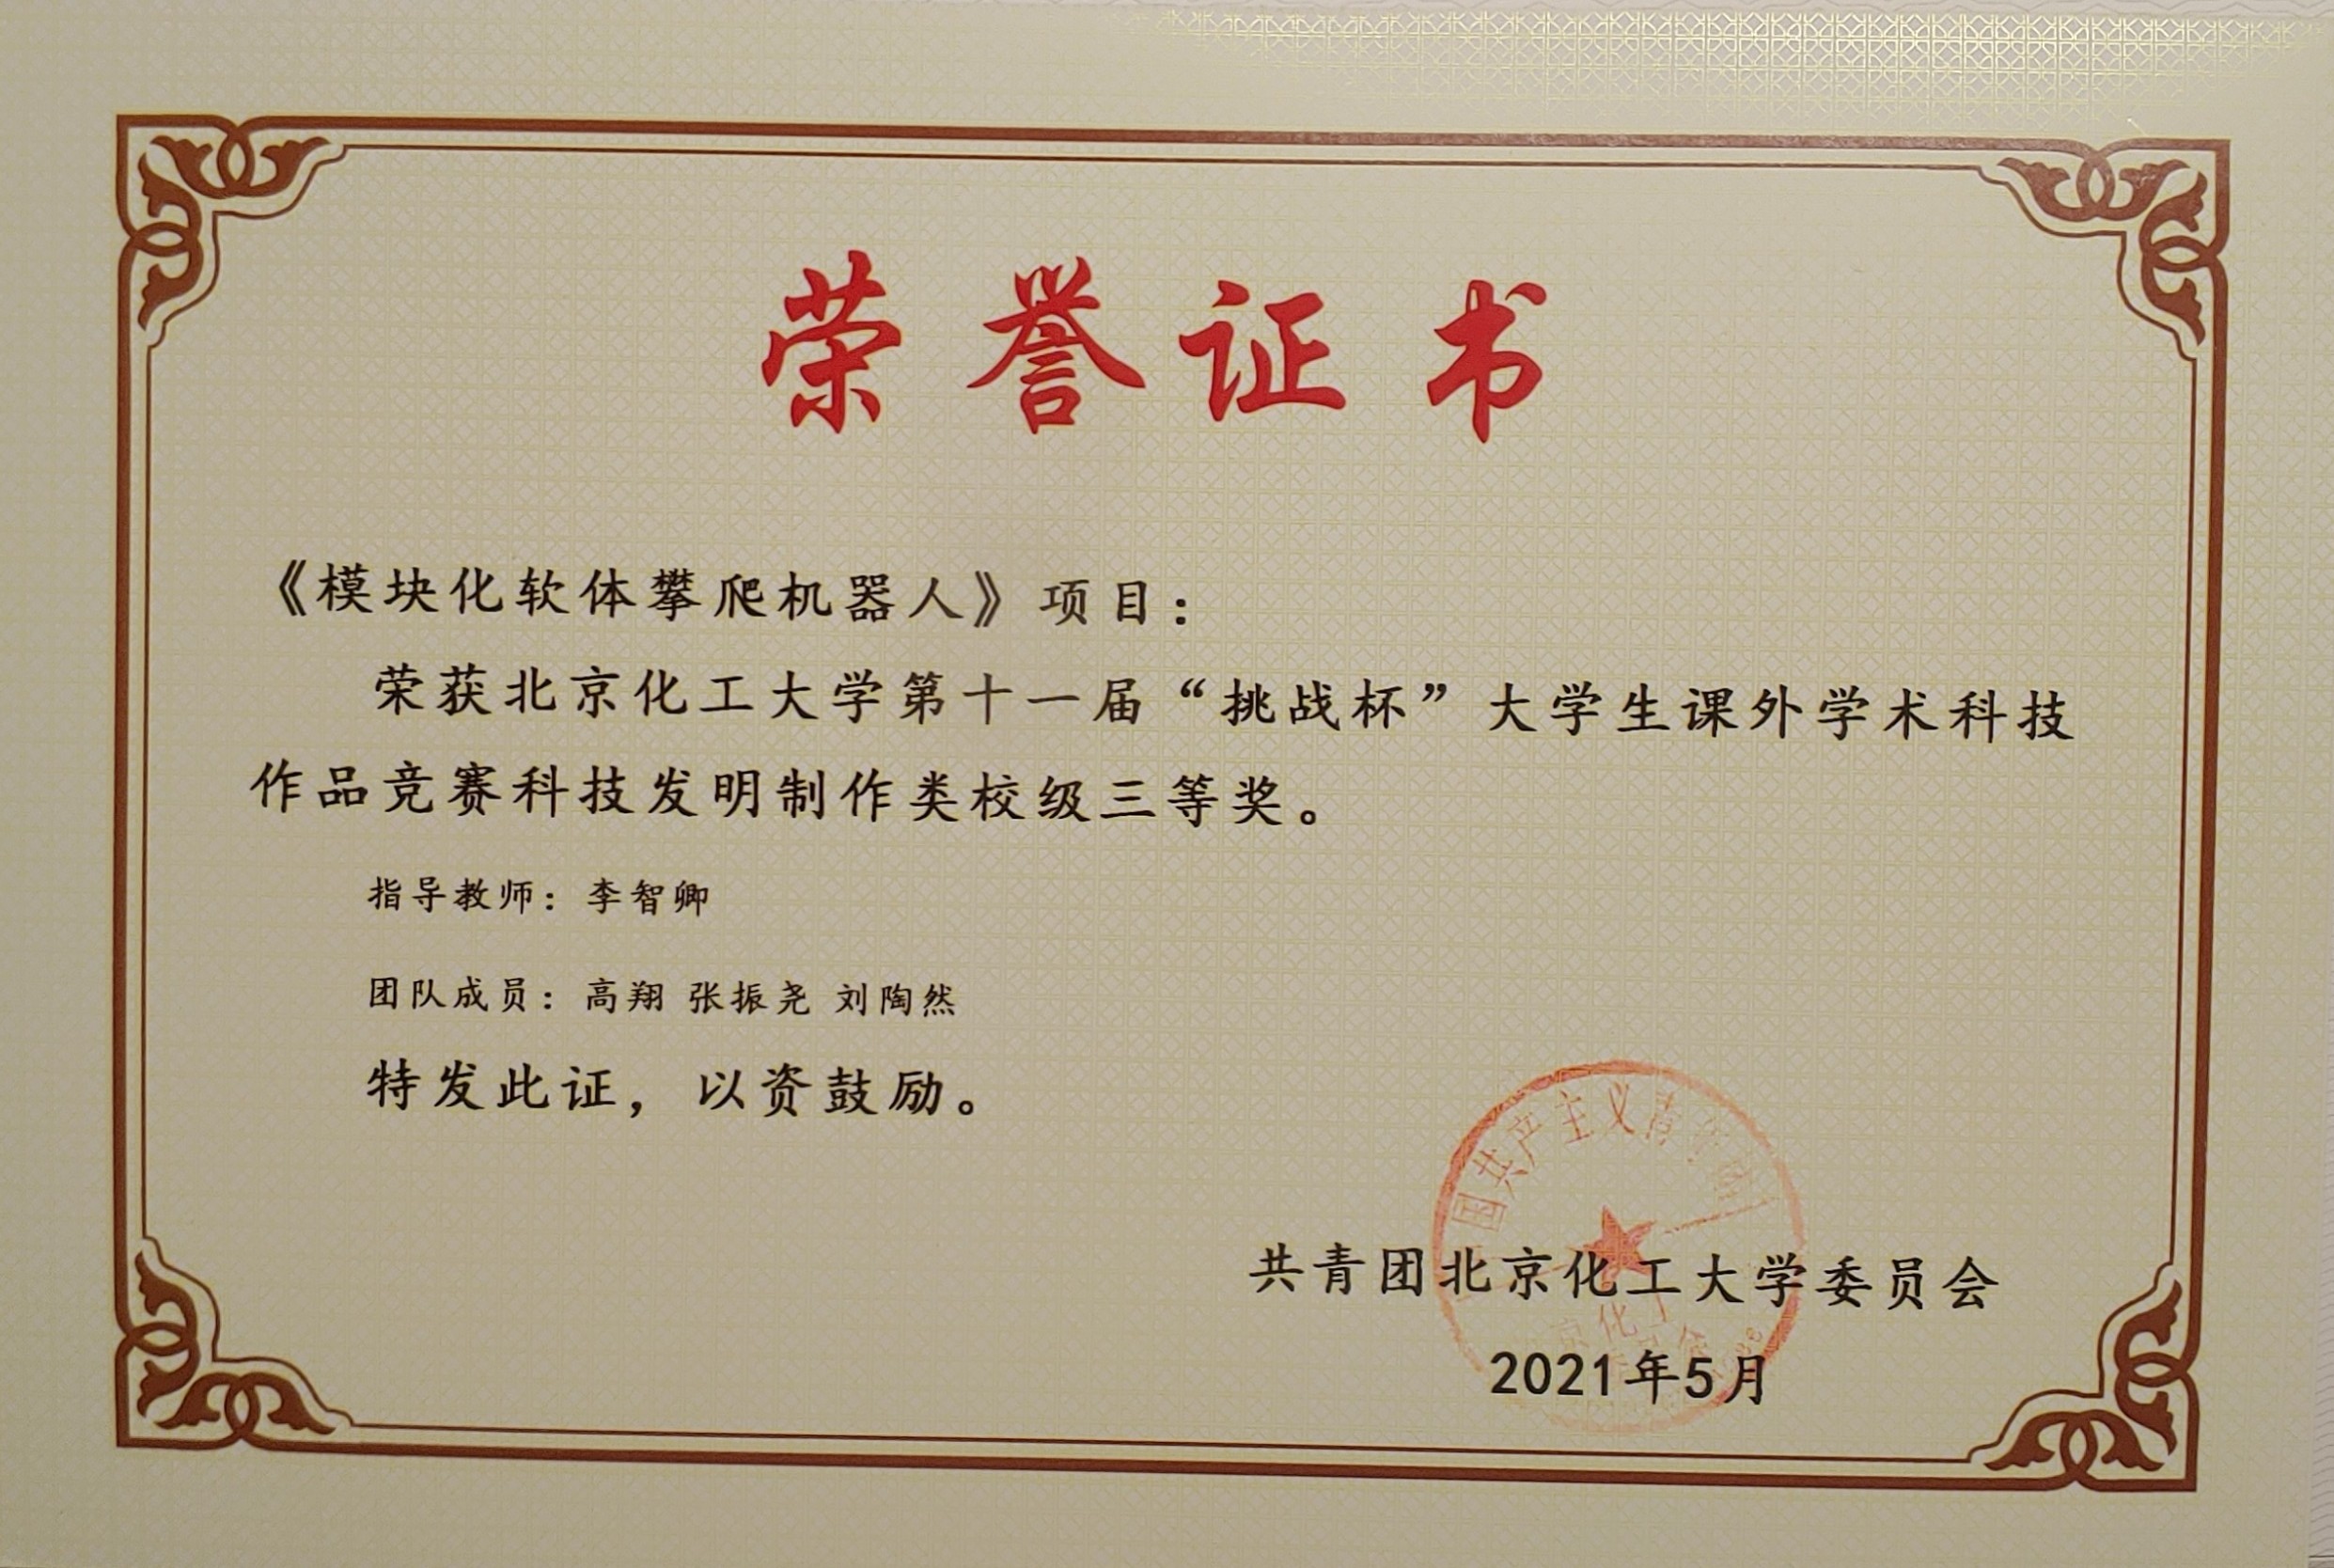 荣誉证书
《模块化软体攀爬机器人》项目：
荣获北京化工大学第十一届“挑战杯”大学生课外学术科技
作品竞赛科技发明制作类校级三等奖。
指导教师：李智卿
团队成员：高翔 张振尧 刘陶然
特发此证，以资鼓励。
国共产主义青年团
共青团北京化工大学委员会
京化工
2021年5月